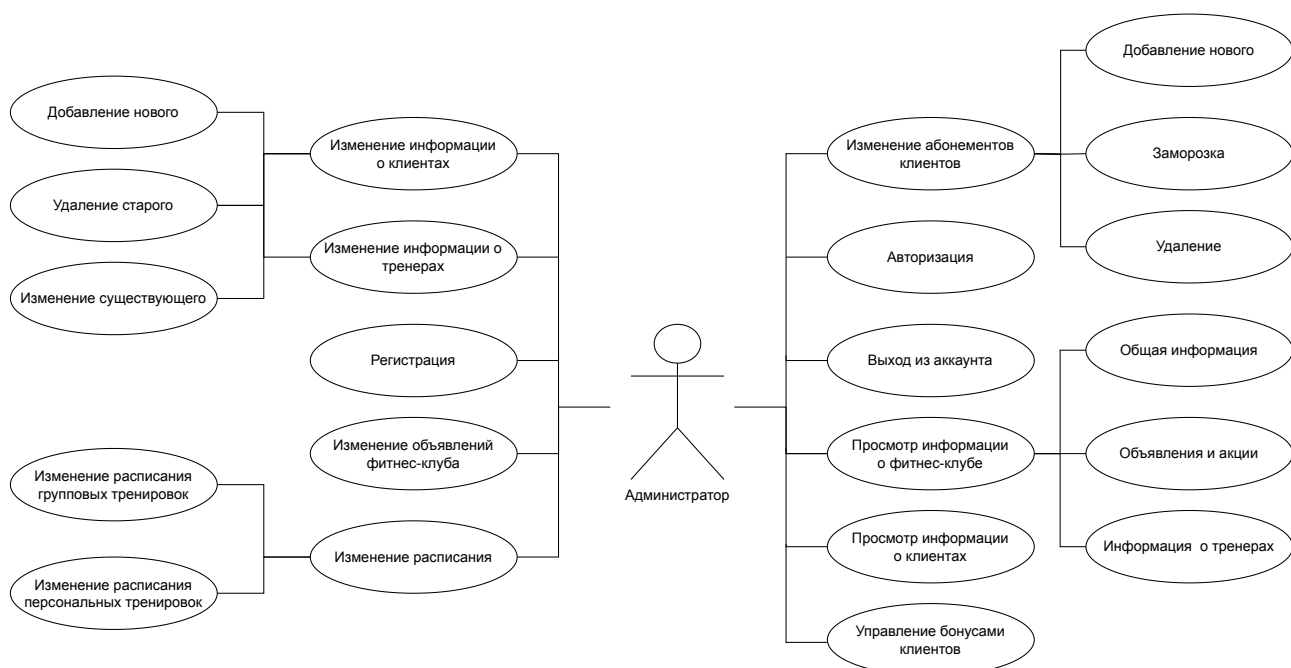 Добавление нового
Удаление старого
Изменение существующего
Изменение расписания
групповых тренировок
Изменение расписания
персональных тренировок
Изменение информации
о клиентах
Изменение информации о
тренерах
Регистрация
Изменение объявлений
фитнес-клуба
Изменение расписания
Администратор
Изменение абонементов
клиентов
Авторизация
Выход из аккаунта
Просмотр информации
о фитнес-клубе
Просмотр информации
о клиентах
Управление бонусами
клиентов
Добавление нового
Заморозка
Удаление
Общая информация
Объявления и акции
Информация о тренерах